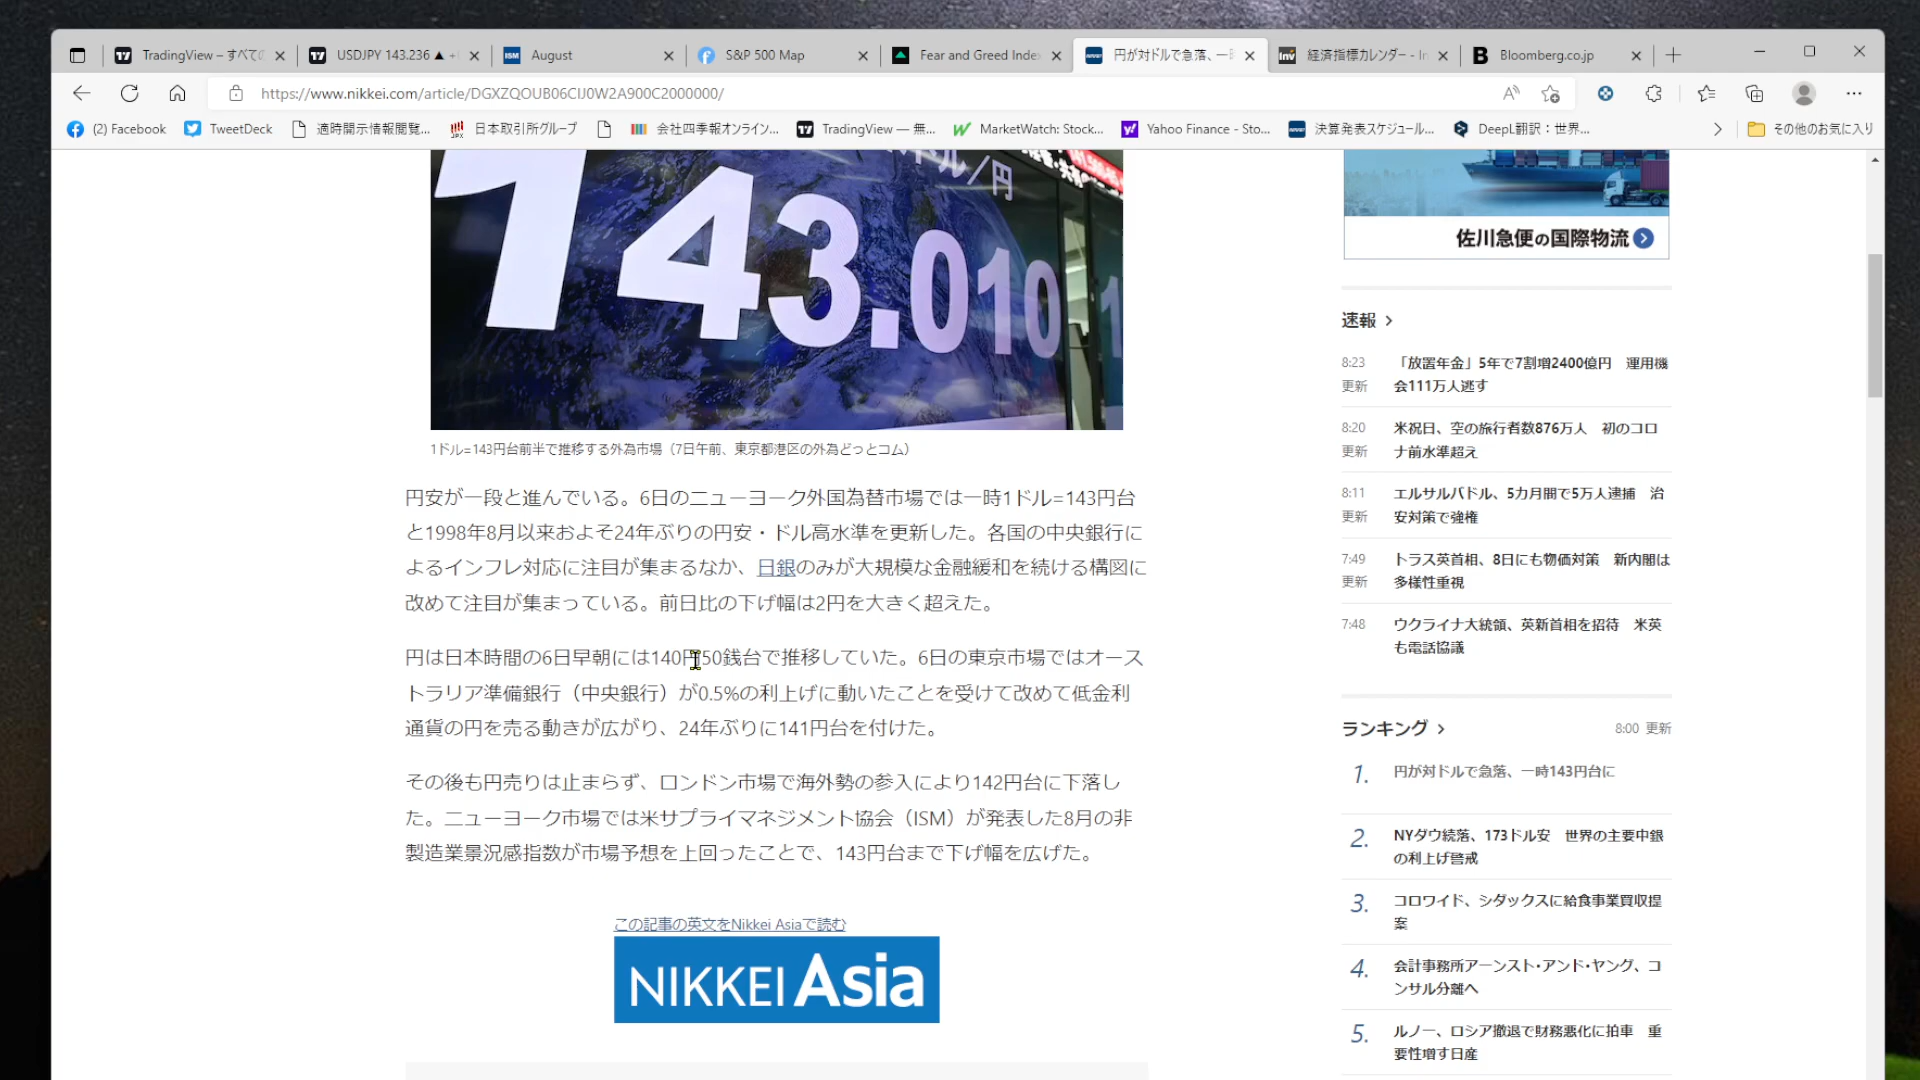 TradingView – すべての
USDJPY 143.236 ▲ +
ISM August
S&P 500 Map
Fear and Greed Index
円が対ドルで急落、一時
Inv 経済指標カレンダー - In
B Bloomberg.co.jp
https://www.nikkei.com/article/DGXZQOUB06CIJ0W2A900C2000000/
(2) Facebook
TweetDeck
適時開示情報閲覧...
JPX 日本取引所グループ
会社四季報オンライン...
TradingView — 無...
MarketWatch: Stock...
Yahoo Finance - Sto...
決算発表スケジュール...
DeepL翻訳：世界...
その他のお気に入り
ドル/円
143.010
1ドル=143円台前半で推移する外為市場（7日午前、東京都港区の外為どっとコム）
円安が一段と進んでいる。6日のニューヨーク外国為替市場では一時1ドル=143円台
と1998年8月以来およそ24年ぶりの円安・ドル高水準を更新した。各国の中央銀行に
よるインフレ対応に注目が集まるなか、日銀のみが大規模な金融緩和を続ける構図に
改めて注目が集まっている。前日比の下げ幅は2円を大きく超えた。
円は日本時間の6日早朝には140円50銭台で推移していた。6日の東京市場ではオース
トラリア準備銀行（中央銀行）が0.5%の利上げに動いたことを受けて改めて低金利
通貨の円を売る動きが広がり、24年ぶりに141円台を付けた。
その後も円売りは止まらず、ロンドン市場で海外勢の参入により142円台に下落し
た。ニューヨーク市場では米サプライマネジメント協会（ISM）が発表した8月の非
製造業景況感指数が市場予想を上回ったことで、143円台まで下げ幅を広げた。
この記事の英文をNikkei Asiaで読む
NIKKEI Asia
佐川急便の国際物流
速報
8:23 更新 「放置年金」5年で7割増2400億円　運用機
会111万人逃す
8:20 更新 米祝日、空の旅行者数876万人　初のコロ
ナ前水準超え
8:11 更新 エルサルバドル、5カ月間で5万人逮捕　治
安対策で強権
7:49 更新 トラス英首相、8日にも物価対策　新内閣は
多様性重視
7:48 ウクライナ大統領、英新首相を招待　米英
も電話協議
ランキング 8:00 更新
1. 円が対ドルで急落、一時143円台に
2. NYダウ続落、173ドル安　世界の主要中銀
の利上げ警戒
3. コロワイド、シダックスに給食事業買収提
案
4. 会計事務所アーンスト・アンド・ヤング、コ
ンサル分離へ
5. ルノー、ロシア撤退で財務悪化に拍車　重
要性増す日産